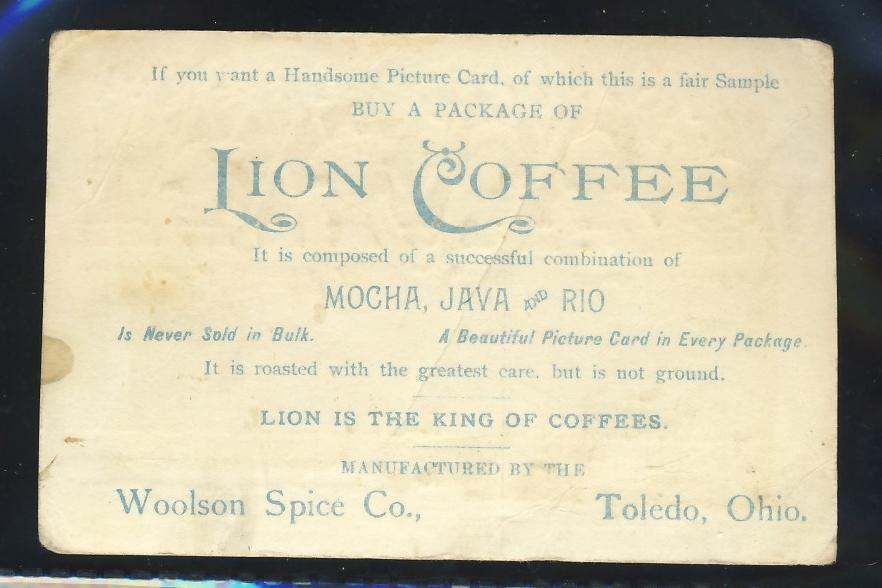 If you want a Handsome Picture Card, of which this is a fair Sample
BUY A PACKAGE OF
LION COFFEE
It is composed of a successful combination of
MOCHA, JAVA AND RIO
Is Never Sold in Bulk. A Beautiful Picture Card in Every Package.
It is roasted with the greatest care, but is not ground.
LION IS THE KING OF COFFEES.
MANUFACTURED BY THE
Woolson Spice Co., Toledo, Ohio.